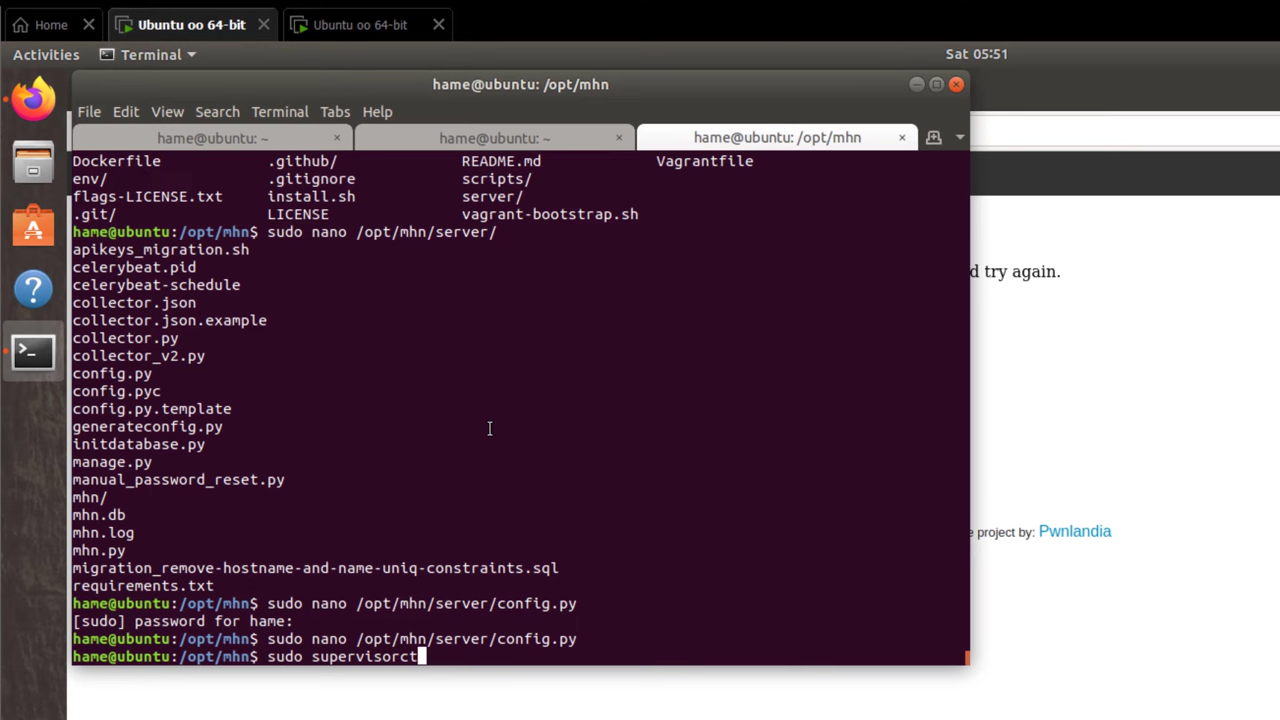 Home
Ubuntu oo 64-bit
Ubuntu oo 64-bit
Activities
Terminal
Sat 05:51
hame@ubuntu: /opt/mhn
File Edit View Search Terminal Tabs Help
hame@ubuntu: ~
hame@ubuntu: ~
hame@ubuntu: /opt/mhn
Dockerfile .github/ README.md Vagrantfile
env/ .gitignore scripts/
flags-LICENSE.txt install.sh server/
.git/ LICENSE vagrant-bootstrap.sh
hame@ubuntu:/opt/mhn$ sudo nano /opt/mhn/server/
apikeys_migration.sh
celerybeat.pid
celerybeat-schedule
collector.json
collector.json.example
collector.py
collector_v2.py
config.py
config.pyc
config.py.template
generateconfig.py
initdatabase.py
manage.py
manual_password_reset.py
mhn/
mhn.db
mhn.log
mhn.py
migration_remove-hostname-and-name-uniq-constraints.sql
requirements.txt
hame@ubuntu:/opt/mhn$ sudo nano /opt/mhn/server/config.py
[sudo] password for hame:
hame@ubuntu:/opt/mhn$ sudo nano /opt/mhn/server/config.py
hame@ubuntu:/opt/mhn$ sudo supervisorct
d try again.
e project by: Pwnlandia